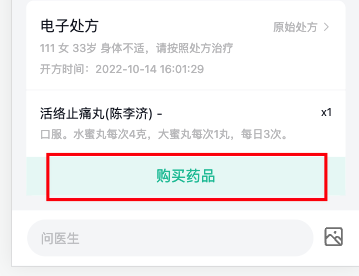 电子处方
原始处方 >
111 女 33岁 身体不适，请按照处方治疗
开方时间：2022-10-14 16:01:29
活络止痛丸(陈李济) - x1
口服。水蜜丸每次4克，大蜜丸每次1丸，每日3次。
购买药品
问医生